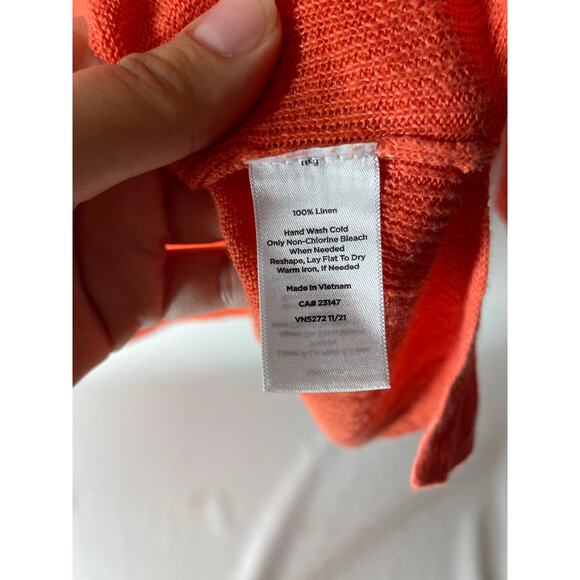 100% Linen
Hand Wash Cold
Only Non-Chlorine Bleach
When Needed
Reshape, Lay Flat To Dry
Warm Iron, If Needed
Made in Vietnam
CA# 23147
VN5272 11/21